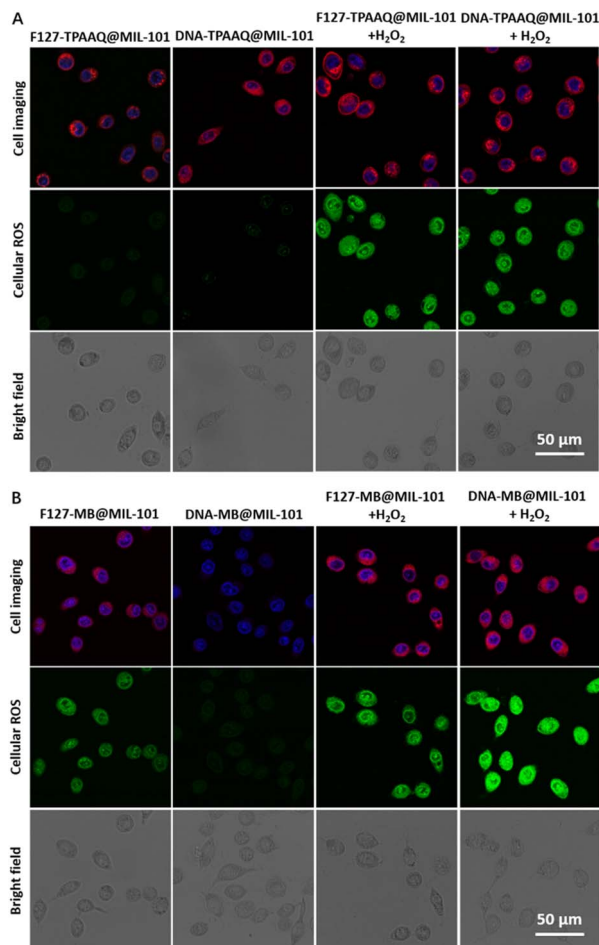 A
F127-TPAAQ@MIL-101 DNA-TPAAQ@MIL-101 F127-TPAAQ@MIL-101 DNA-TPAAQ@MIL-101
+H₂O₂ + H₂O₂
Cell imaging
Cellular ROS
Bright field
50 μm
B
F127-MB@MIL-101 DNA-MB@MIL-101 F127-MB@MIL-101 DNA-MB@MIL-101
+H₂O₂ + H₂O₂
Cell imaging
Cellular ROS
Bright field
50 μm